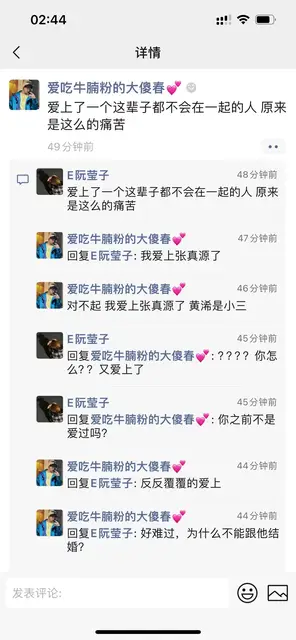 02:44
详情
爱吃牛腩粉的大傻春💕
爱上了一个这辈子都不会在一起的人 原来
是这么的痛苦
49分钟前
E阮莹子
48分钟前
爱上了一个这辈子都不会在一起的人 原来
是这么的痛苦
爱吃牛腩粉的大傻春💕
47分钟前
回复E阮莹子: 我爱上张真源了
爱吃牛腩粉的大傻春💕
46分钟前
对不起 我爱上张真源了 黄浠是小三
E阮莹子
45分钟前
回复爱吃牛腩粉的大傻春💕: ???? 你怎
么?? 又爱上了
E阮莹子
45分钟前
回复爱吃牛腩粉的大傻春💕: 你之前不是
爱过吗?
爱吃牛腩粉的大傻春💕
44分钟前
回复E阮莹子: 反反覆覆的爱上
爱吃牛腩粉的大傻春💕
44分钟前
回复E阮莹子: 好难过，为什么不能跟他结
婚?
发表评论: